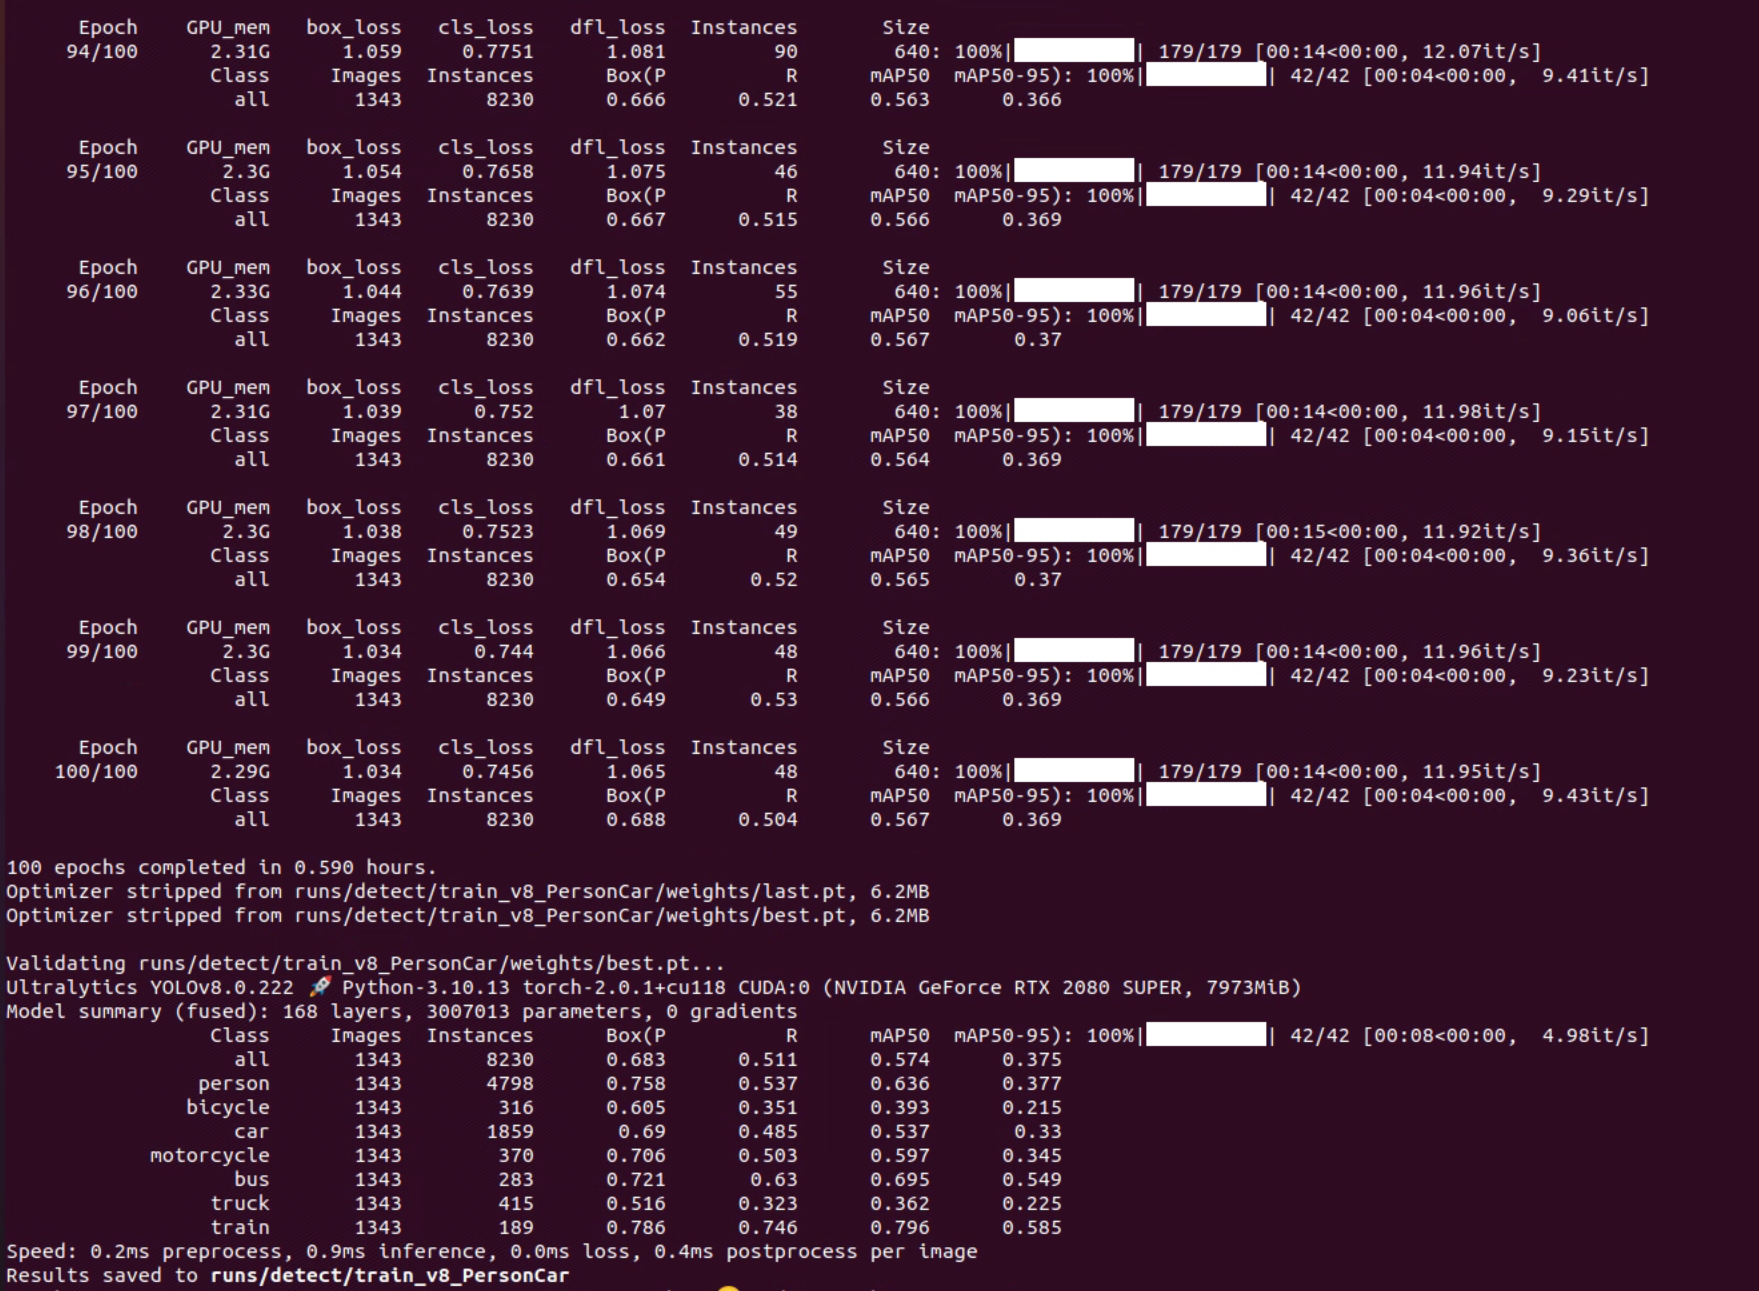 Epoch GPU_mem box_loss cls_loss dfl_loss Instances Size
94/100 2.31G 1.059 0.7751 1.081 90 640: 100%| | 179/179 [00:14<00:00, 12.07it/s]
Class Images Instances Box(P R mAP50 mAP50-95): 100%| | 42/42 [00:04<00:00, 9.41it/s]
all 1343 8230 0.666 0.521 0.563 0.366
Epoch GPU_mem box_loss cls_loss dfl_loss Instances Size
95/100 2.3G 1.054 0.7658 1.075 46 640: 100%| | 179/179 [00:14<00:00, 11.94it/s]
Class Images Instances Box(P R mAP50 mAP50-95): 100%| | 42/42 [00:04<00:00, 9.29it/s]
all 1343 8230 0.667 0.515 0.566 0.369
Epoch GPU_mem box_loss cls_loss dfl_loss Instances Size
96/100 2.33G 1.044 0.7639 1.074 55 640: 100%| | 179/179 [00:14<00:00, 11.96it/s]
Class Images Instances Box(P R mAP50 mAP50-95): 100%| | 42/42 [00:04<00:00, 9.06it/s]
all 1343 8230 0.662 0.519 0.567 0.37
Epoch GPU_mem box_loss cls_loss dfl_loss Instances Size
97/100 2.31G 1.039 0.752 1.07 38 640: 100%| | 179/179 [00:14<00:00, 11.98it/s]
Class Images Instances Box(P R mAP50 mAP50-95): 100%| | 42/42 [00:04<00:00, 9.15it/s]
all 1343 8230 0.661 0.514 0.564 0.369
Epoch GPU_mem box_loss cls_loss dfl_loss Instances Size
98/100 2.3G 1.038 0.7523 1.069 49 640: 100%| | 179/179 [00:15<00:00, 11.92it/s]
Class Images Instances Box(P R mAP50 mAP50-95): 100%| | 42/42 [00:04<00:00, 9.36it/s]
all 1343 8230 0.654 0.52 0.565 0.37
Epoch GPU_mem box_loss cls_loss dfl_loss Instances Size
99/100 2.3G 1.034 0.744 1.066 48 640: 100%| | 179/179 [00:14<00:00, 11.96it/s]
Class Images Instances Box(P R mAP50 mAP50-95): 100%| | 42/42 [00:04<00:00, 9.23it/s]
all 1343 8230 0.649 0.53 0.566 0.369
Epoch GPU_mem box_loss cls_loss dfl_loss Instances Size
100/100 2.29G 1.034 0.7456 1.065 48 640: 100%| | 179/179 [00:14<00:00, 11.95it/s]
Class Images Instances Box(P R mAP50 mAP50-95): 100%| | 42/42 [00:04<00:00, 9.43it/s]
all 1343 8230 0.688 0.504 0.567 0.369
100 epochs completed in 0.590 hours.
Optimizer stripped from runs/detect/train_v8_PersonCar/weights/last.pt, 6.2MB
Optimizer stripped from runs/detect/train_v8_PersonCar/weights/best.pt, 6.2MB
Validating runs/detect/train_v8_PersonCar/weights/best.pt...
Ultralytics YOLOv8.0.222 🚀 Python-3.10.13 torch-2.0.1+cu118 CUDA:0 (NVIDIA GeForce RTX 2080 SUPER, 7973MiB)
Model summary (fused): 168 layers, 3007013 parameters, 0 gradients
Class Images Instances Box(P R mAP50 mAP50-95): 100%| | 42/42 [00:08<00:00, 4.98it/s]
all 1343 8230 0.683 0.511 0.574 0.375
person 1343 4798 0.758 0.537 0.636 0.377
bicycle 1343 316 0.605 0.351 0.393 0.215
car 1343 1859 0.69 0.485 0.537 0.33
motorcycle 1343 370 0.706 0.503 0.597 0.345
bus 1343 283 0.721 0.63 0.695 0.549
truck 1343 415 0.516 0.323 0.362 0.225
train 1343 189 0.786 0.746 0.796 0.585
Speed: 0.2ms preprocess, 0.9ms inference, 0.0ms loss, 0.4ms postprocess per image
Results saved to runs/detect/train_v8_PersonCar